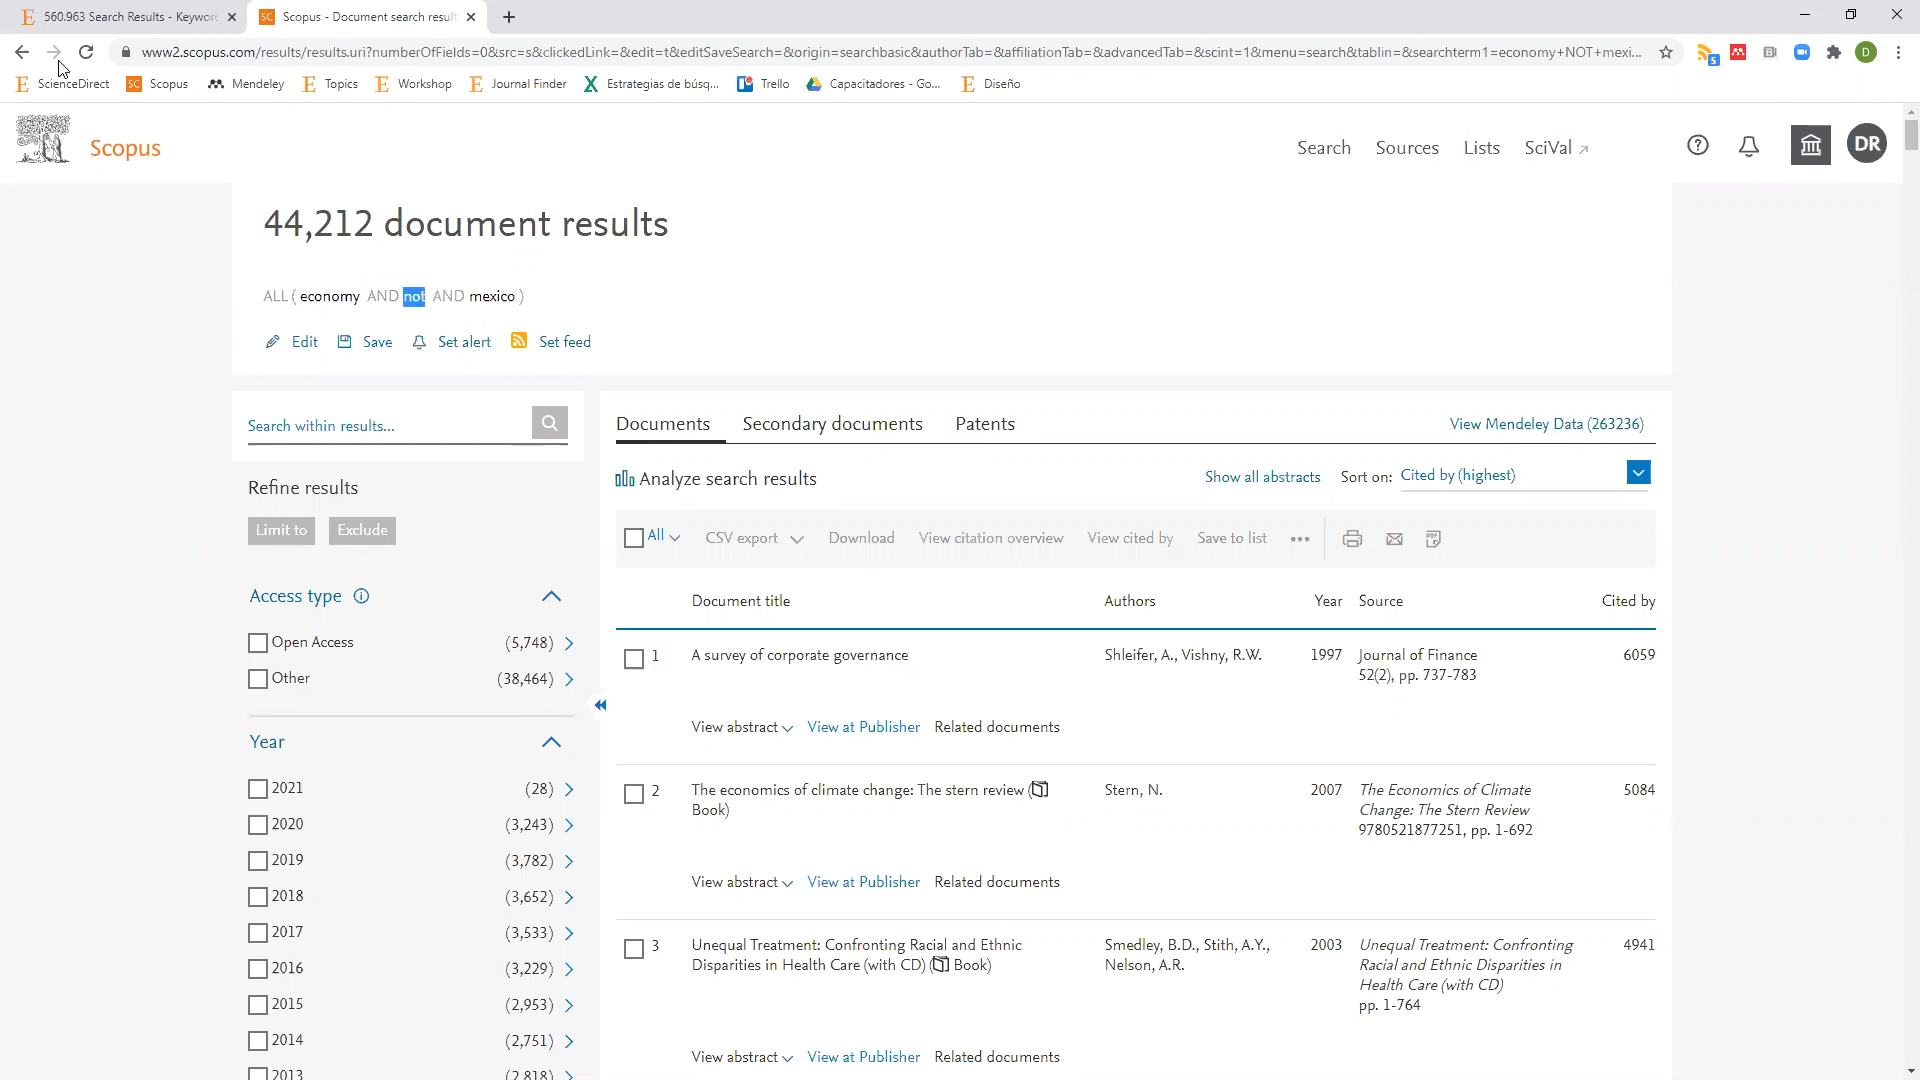 560.963 Search Results - Keywor
Scopus - Document search result
www2.scopus.com/results/results.uri?numberOfFields=0&src=s&clickedLink=&edit=t&editSaveSearch=&origin=searchbasic&authorTab=&affiliationTab=&advancedTab=&scint=1&menu=search&tablin=&searchterm1=economy+NOT+mexi...
5
D
ScienceDirect
SC Scopus
Mendeley
Topics
Workshop
Journal Finder
Estrategias de búsq...
Trello
Capacitadores - Go...
Diseño
Scopus
Search
Sources
Lists
SciVal
DR
44,212 document results
ALL ( economy AND not AND mexico )
Edit
Save
Set alert
Set feed
Search within results...
Refine results
Limit to
Exclude
Access type
Open Access (5,748)
Other (38,464)
Year
2021 (28)
2020 (3,243)
2019 (3,782)
2018 (3,652)
2017 (3,533)
2016 (3,229)
2015 (2,953)
2014 (2,751)
2013 (2,818)
Documents
Secondary documents
Patents
View Mendeley Data (263236)
Analyze search results
Show all abstracts
Sort on: Cited by (highest)
All
CSV export
Download
View citation overview
View cited by
Save to list
Document title
Authors
Year
Source
Cited by
1
A survey of corporate governance
Shleifer, A., Vishny, R.W.
1997
Journal of Finance
52(2), pp. 737-783
6059
View abstract
View at Publisher
Related documents
2
The economics of climate change: The stern review (
Book)
Stern, N.
2007
The Economics of Climate
Change: The Stern Review
9780521877251, pp. 1-692
5084
View abstract
View at Publisher
Related documents
3
Unequal Treatment: Confronting Racial and Ethnic
Disparities in Health Care (with CD) ( Book)
Smedley, B.D., Stith, A.Y.,
Nelson, A.R.
2003
Unequal Treatment: Confronting
Racial and Ethnic Disparities in
Health Care (with CD)
pp. 1-764
4941
View abstract
View at Publisher
Related documents